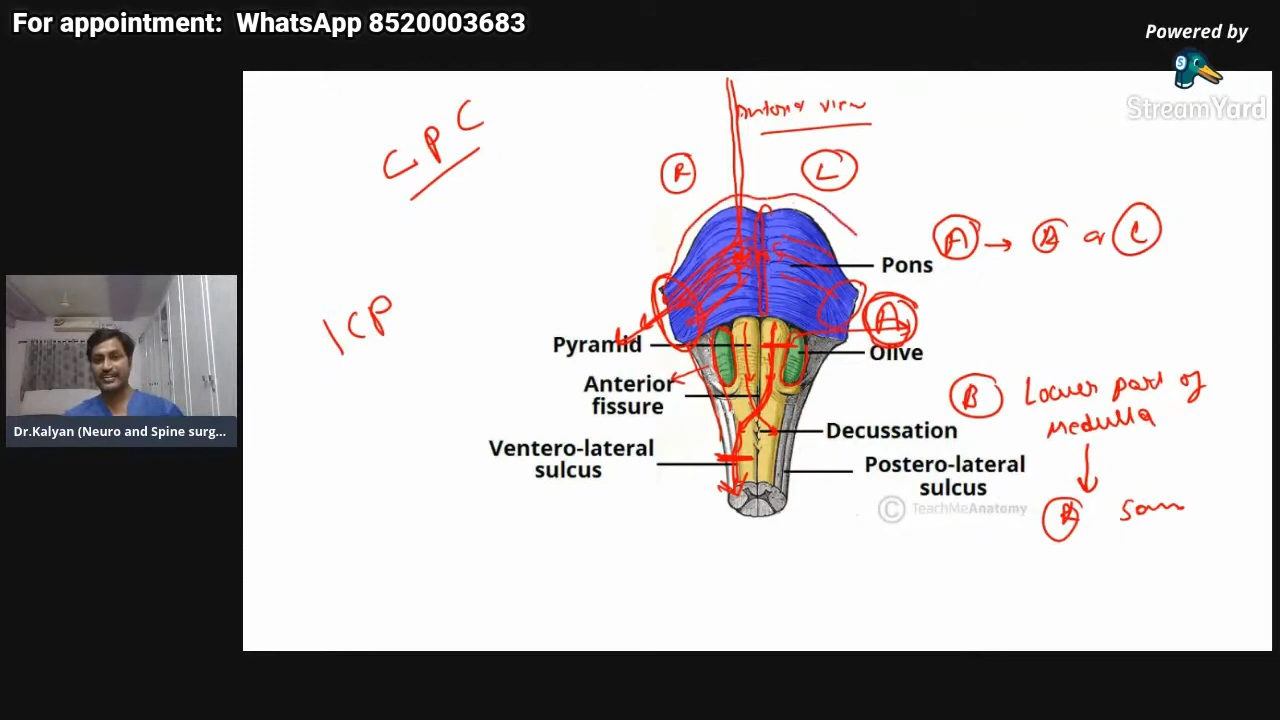 For appointment: WhatsApp 8520003683
Powered by
StreamYard
CPC
view
R
L
A → R or
Pons
ICP
A
Pyramid
Olive
Anterior
fissure
B Lower part of
medulla
Decussation
Ventero-lateral
sulcus
Postero-lateral
sulcus
© TeachMeAnatomy
R Sam
Dr.Kalyan (Neuro and Spine surg...